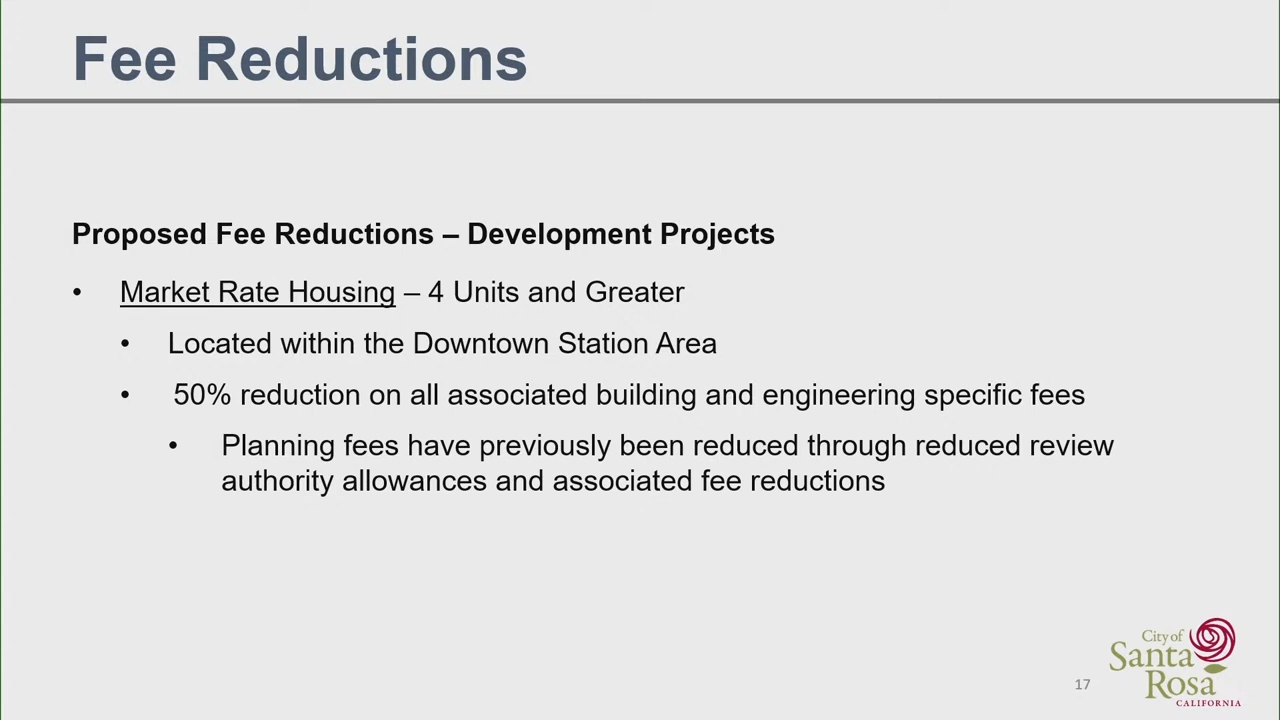 Fee Reductions
Proposed Fee Reductions – Development Projects
• Market Rate Housing – 4 Units and Greater
• Located within the Downtown Station Area
• 50% reduction on all associated building and engineering specific fees
• Planning fees have previously been reduced through reduced review
authority allowances and associated fee reductions
17
City of
Santa
Rosa
CALIFORNIA